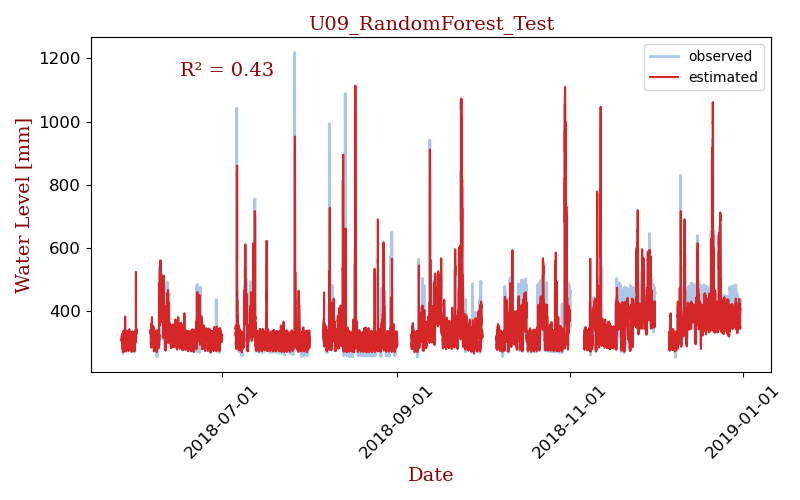 U09_RandomForest_Test
R² = 0.43
observed
estimated
Water Level [mm]
1200
1000
800
600
400
2018-07-01
2018-09-01
2018-11-01
2019-01-01
Date